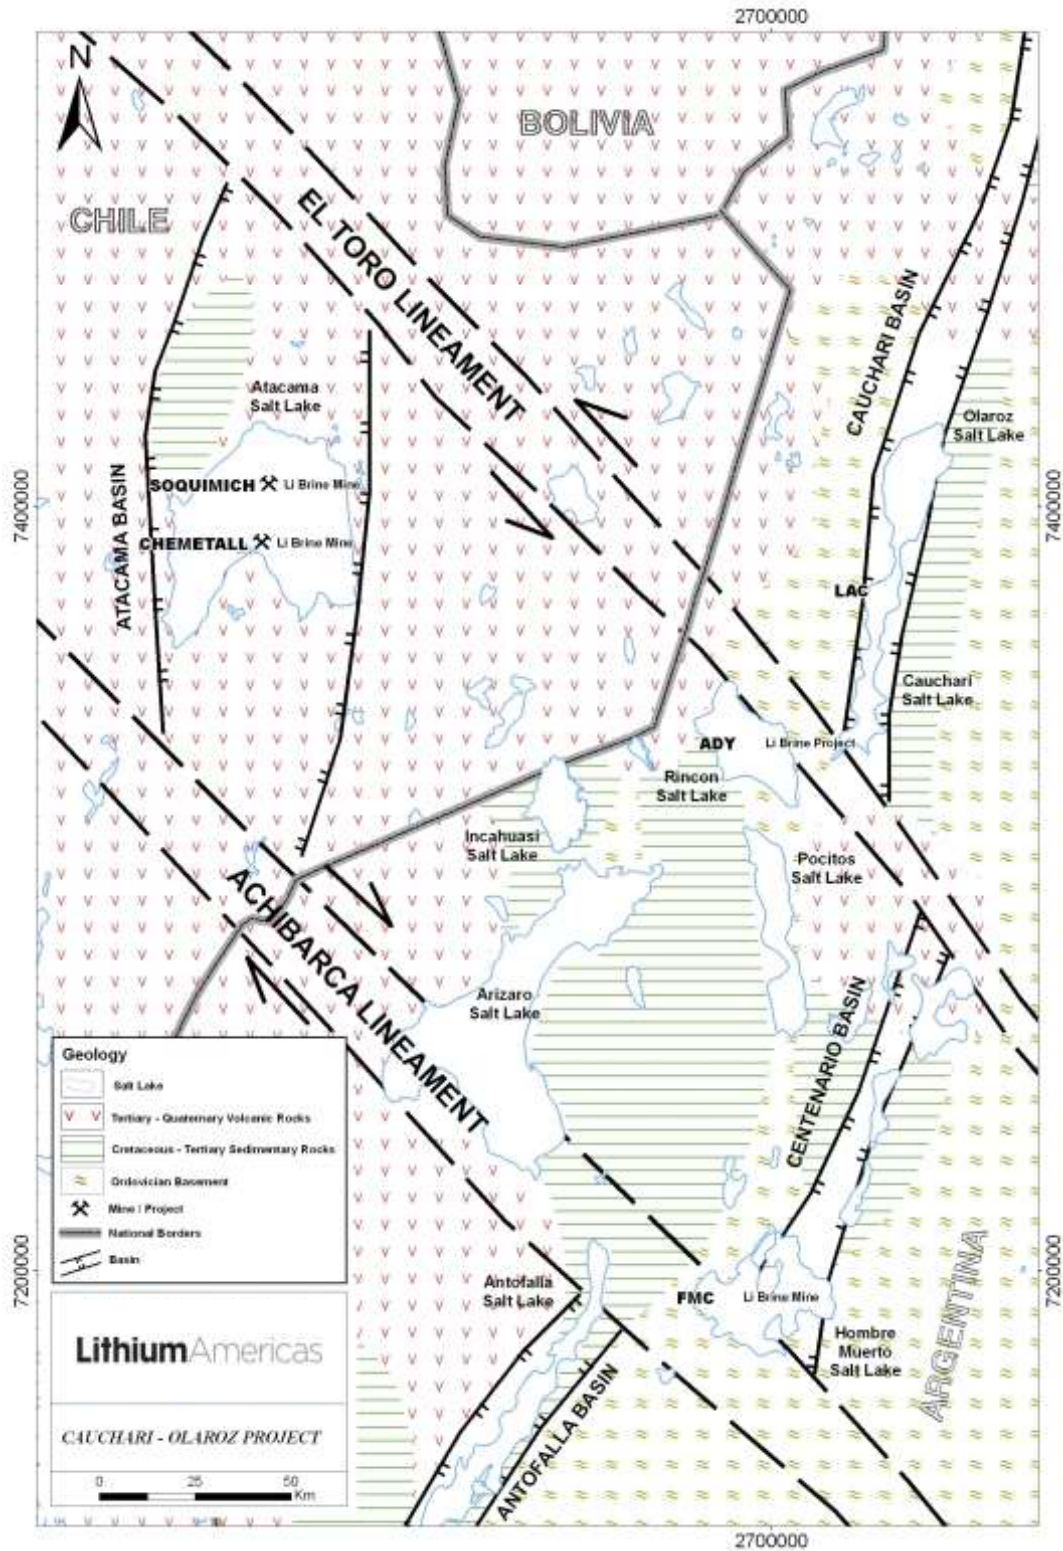 2700000
N
BOLIVIA
CHILE
EL TORO LINEAMENT
CAUCHARI BASIN
Atacama
Salt Lake
Olaroz
Salt Lake
ATACAMA BASIN
SOQUIMICH Li Brine Mine
7400000
7400000
CHEMETALL Li Brine Mine
LAC
Cauchari
Salt Lake
ADY Li Brine Project
Rincon
Salt Lake
Incahuasi
Salt Lake
Pocitos
Salt Lake
ACHIBARCA LINEAMENT
Arizaro
Salt Lake
CENTENARIO BASIN
Geology
Salt Lake
Tertiary - Quaternary Volcanic Rocks
Cretaceous - Tertiary Sedimentary Rocks
Ordovician Basement
Mine / Project
National Borders
Basin
7200000
7200000
Antofalla
Salt Lake
FMC Li Brine Mine
Hombre
Muerto
Salt Lake
ARGENTINA
ANTOFALLA BASIN
LithiumAmericas
CAUCHARI - OLAROZ PROJECT
0 25 50
Km
2700000